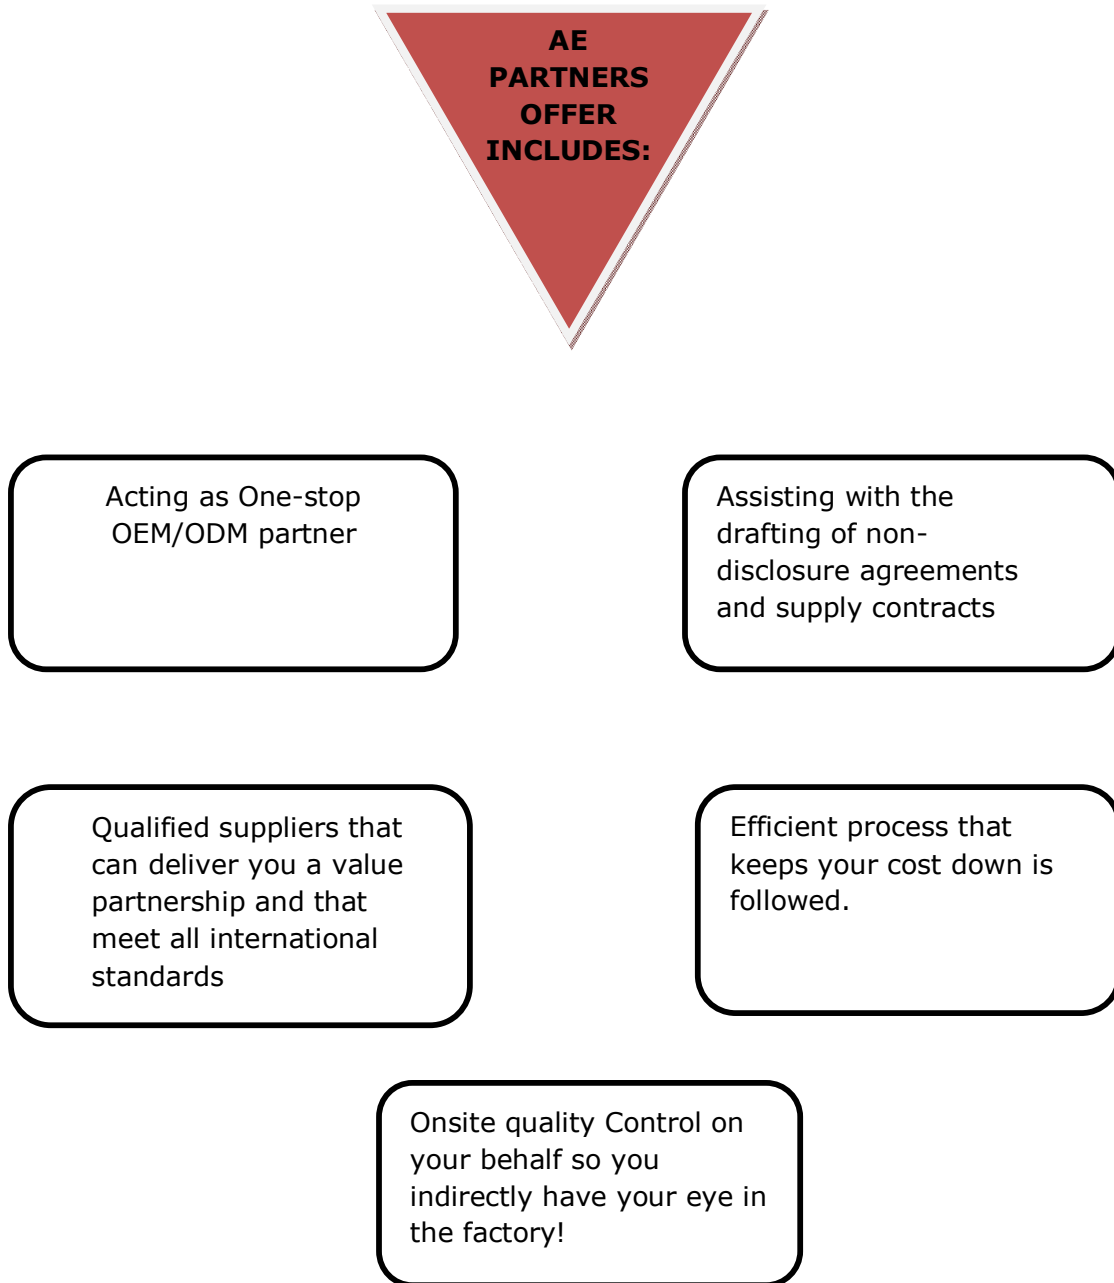 AE
PARTNERS
OFFER
INCLUDES:
Acting as One-stop
OEM/ODM partner
Assisting with the
drafting of non-
disclosure agreements
and supply contracts
Qualified suppliers that
can deliver you a value
partnership and that
meet all international
standards
Efficient process that
keeps your cost down is
followed.
Onsite quality Control on
your behalf so you
indirectly have your eye in
the factory!